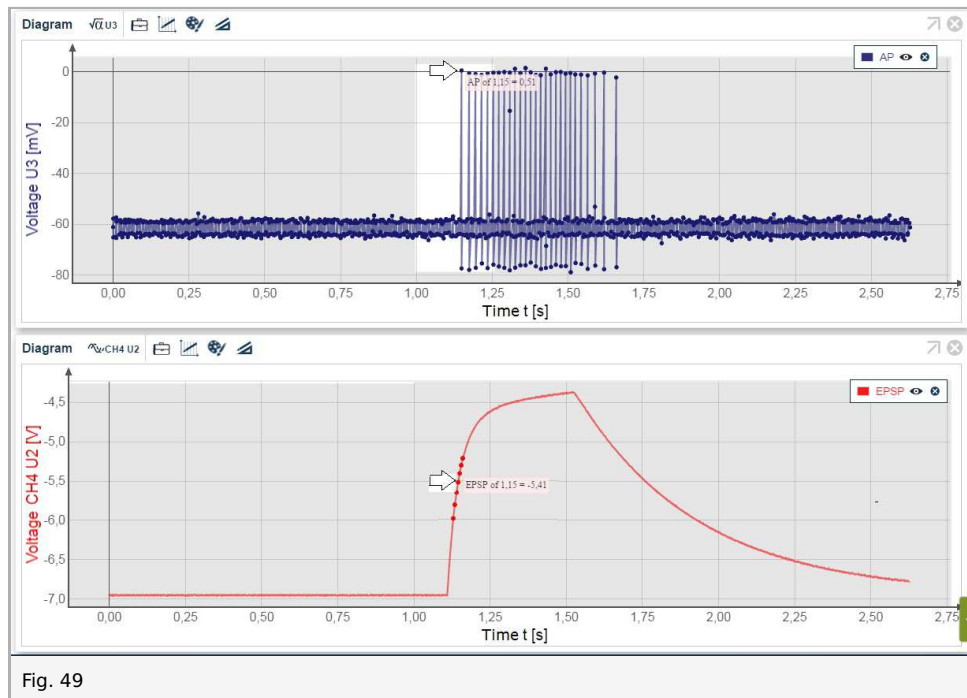 Diagram √α U3
AP
0
AP of 1,15 = 0,51
-20
-40
-60
-80
Voltage U3 [mV]
0,00 0,25 0,50 0,75 1,00 1,25 1,50 1,75 2,00 2,25 2,50 2,75
Time t [s]
Diagram CH4 U2
EPSP
-4,5
-5,0
-5,5
EPSP of 1,15 = -5,41
-6,0
-6,5
-7,0
Voltage CH4 U2 [V]
0,00 0,25 0,50 0,75 1,00 1,25 1,50 1,75 2,00 2,25 2,50 2,75
Time t [s]
Fig. 49